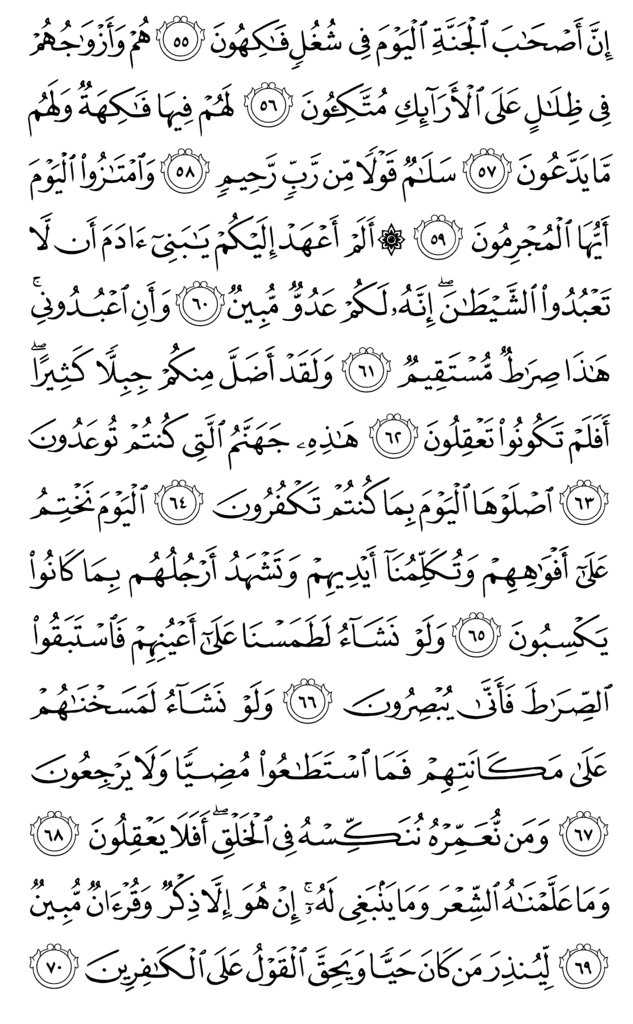 إِنَّ أَصْحَٰبَ ٱلْجَنَّةِ ٱلْيَوْمَ فِى شُغُلٍ فَٰكِهُونَ ٥٥ هُمْ وَأَزْوَٰجُهُمْ
فِى ظِلَٰلٍ عَلَى ٱلْأَرَآئِكِ مُتَّكِـُٔونَ ٥٦ لَهُمْ فِيهَا فَٰكِهَةٌ وَلَهُم
مَّا يَدَّعُونَ ٥٧ سَلَٰمٌ قَوْلًا مِّن رَّبٍّ رَّحِيمٍ ٥٨ وَٱمْتَٰزُوا۟ ٱلْيَوْمَ
أَيُّهَا ٱلْمُجْرِمُونَ ٥٩ ۞ أَلَمْ أَعْهَدْ إِلَيْكُمْ يَٰبَنِىٓ ءَادَمَ أَن لَّا
تَعْبُدُوا۟ ٱلشَّيْطَٰنَ ۖ إِنَّهُۥ لَكُمْ عَدُوٌّ مُّبِينٌ ٦٠ وَأَنِ ٱعْبُدُونِى ۚ
هَٰذَا صِرَٰطٌ مُّسْتَقِيمٌ ٦١ وَلَقَدْ أَضَلَّ مِنكُمْ جِبِلًّا كَثِيرًا ۖ
أَفَلَمْ تَكُونُوا۟ تَعْقِلُونَ ٦٢ هَٰذِهِۦ جَهَنَّمُ ٱلَّتِى كُنتُمْ تُوعَدُونَ
٦٣ ٱصْلَوْهَا ٱلْيَوْمَ بِمَا كُنتُمْ تَكْفُرُونَ ٦٤ ٱلْيَوْمَ نَخْتِمُ
عَلَىٰٓ أَفْوَٰهِهِمْ وَتُكَلِّمُنَآ أَيْدِيهِمْ وَتَشْهَدُ أَرْجُلُهُم بِمَا كَانُوا۟
يَكْسِبُونَ ٦٥ وَلَوْ نَشَآءُ لَطَمَسْنَا عَلَىٰٓ أَعْيُنِهِمْ فَٱسْتَبَقُوا۟
ٱلصِّرَٰطَ فَأَنَّىٰ يُبْصِرُونَ ٦٦ وَلَوْ نَشَآءُ لَمَسَخْنَٰهُمْ
عَلَىٰ مَكَانَتِهِمْ فَمَا ٱسْتَطَٰعُوا۟ مُضِيًّا وَلَا يَرْجِعُونَ
٦٧ وَمَن نُّعَمِّرْهُ نُنَكِّسْهُ فِى ٱلْخَلْقِ ۖ أَفَلَا يَعْقِلُونَ ٦٨
وَمَا عَلَّمْنَٰهُ ٱلشِّعْرَ وَمَا يَنۢبَغِى لَهُۥٓ ۚ إِنْ هُوَ إِلَّا ذِكْرٌ وَقُرْءَانٌ مُّبِينٌ
٦٩ لِّيُنذِرَ مَن كَانَ حَيًّا وَيَحِقَّ ٱلْقَوْلُ عَلَى ٱلْكَٰفِرِينَ ٧٠